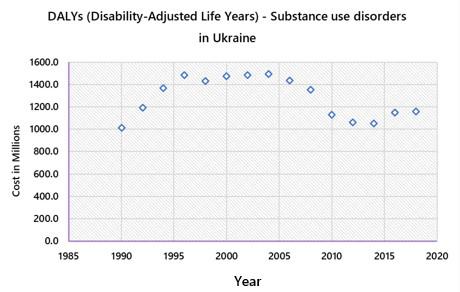 DALYs (Disability-Adjusted Life Years) - Substance use disorders
in Ukraine
1600.0
1400.0
1200.0
1000.0
800.0
600.0
400.0
200.0
0.0
Cost in Millions
1985 1990 1995 2000 2005 2010 2015 2020
Year